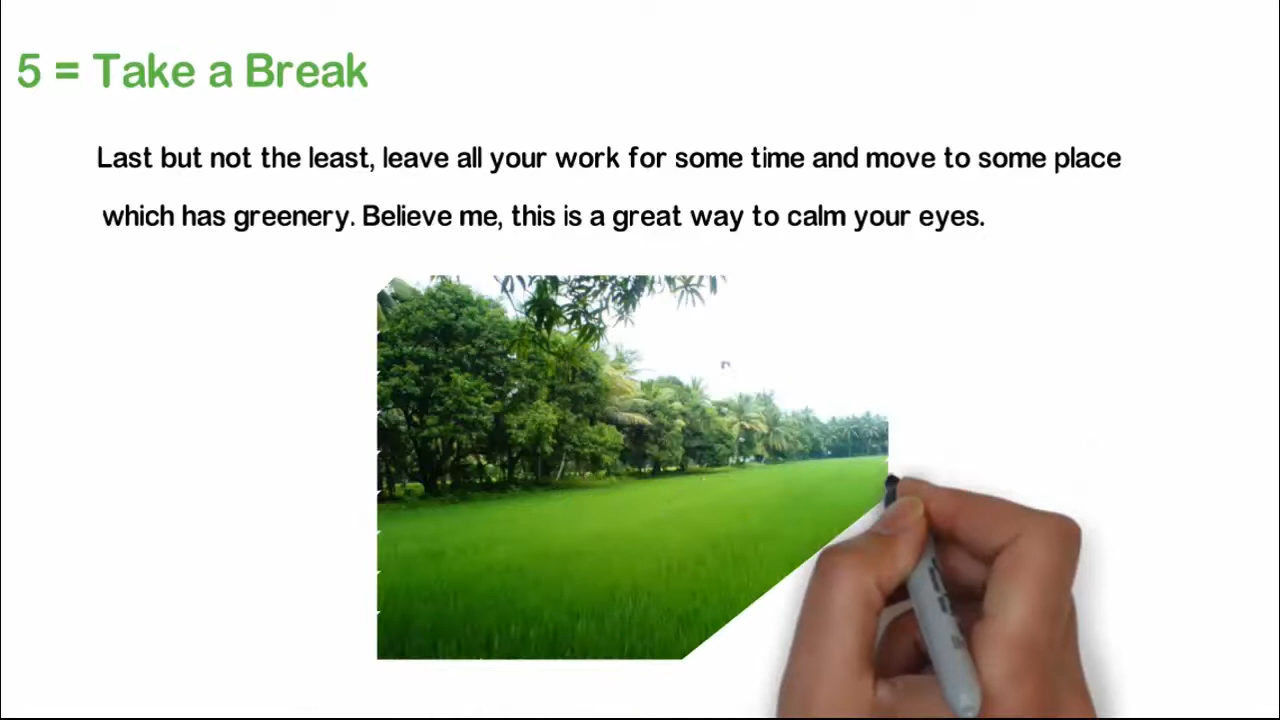 5 = Take a Break
Last but not the least, leave all your work for some time and move to some place
which has greenery. Believe me, this is a great way to calm your eyes.